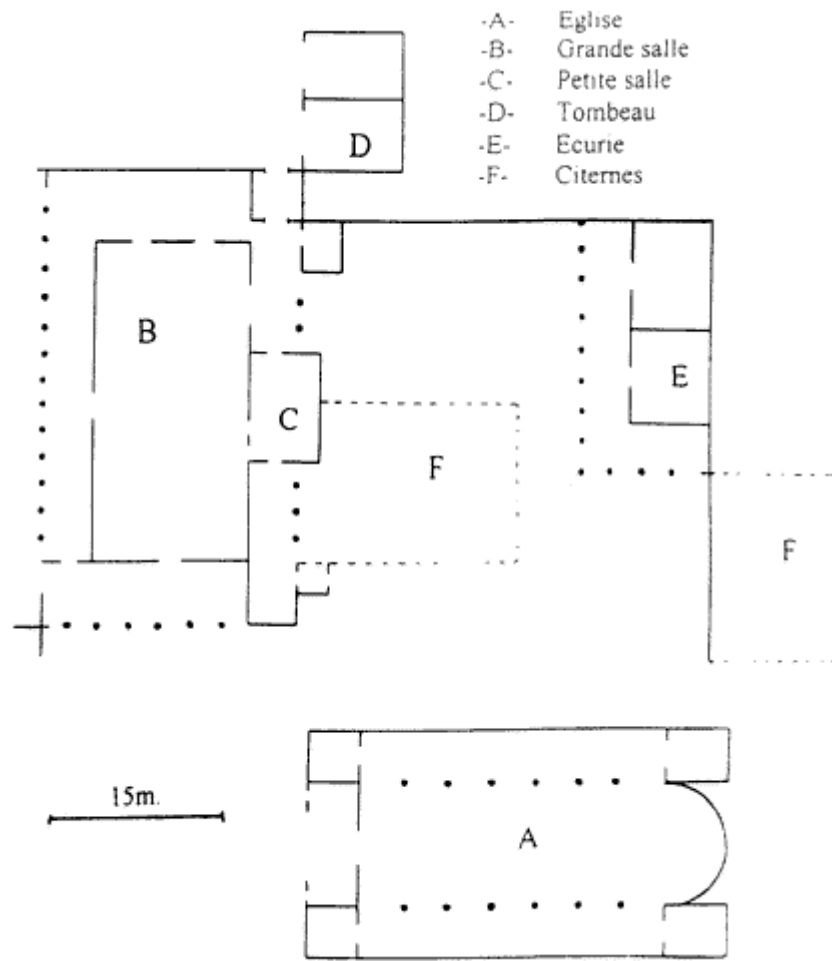 -A- Eglise
-B- Grande salle
-C- Petite salle
-D- Tombeau
-E- Ecurie
-F- Citernes
D
B
E
C
F
F
15m.
A